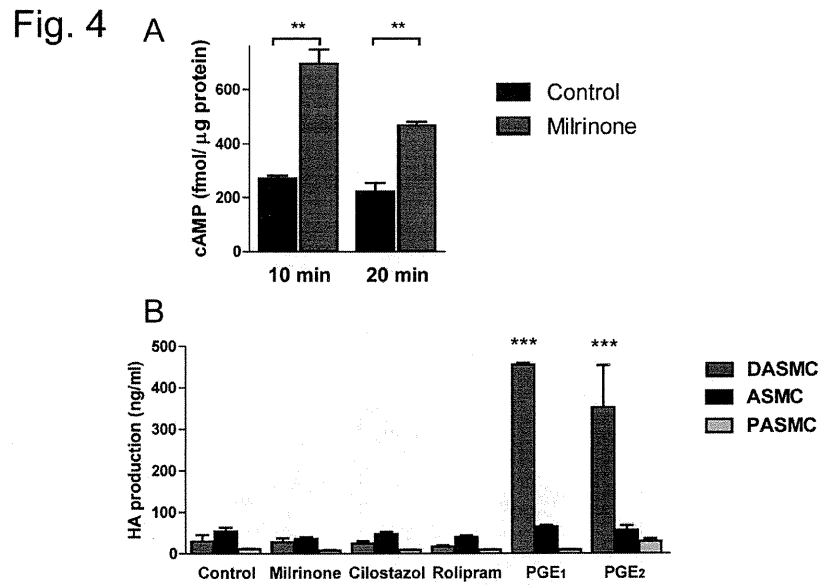 Fig. 4
A
** **
600
400
200
0
cAMP (fmol/ µg protein)
10 min 20 min
Control
Milrinone
B
500
400
300
200
100
0
HA production (ng/ml)
*** ***
DASMC
ASMC
PASMC
Control Milrinone Cilostazol Rolipram PGE1 PGE2